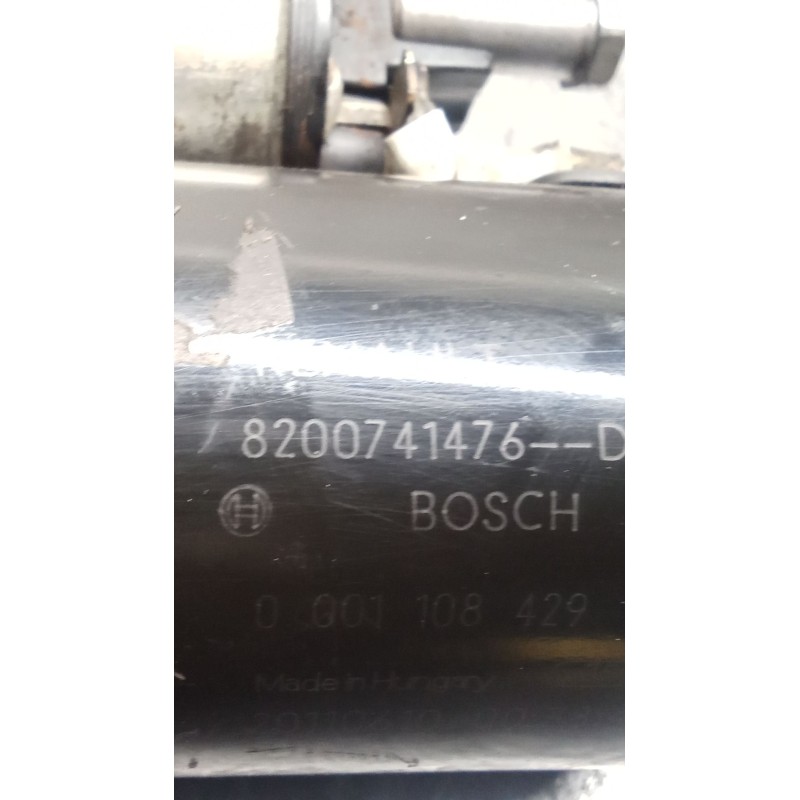 8200741476--D
BOSCH
0 001 108 429
Made in Hungary